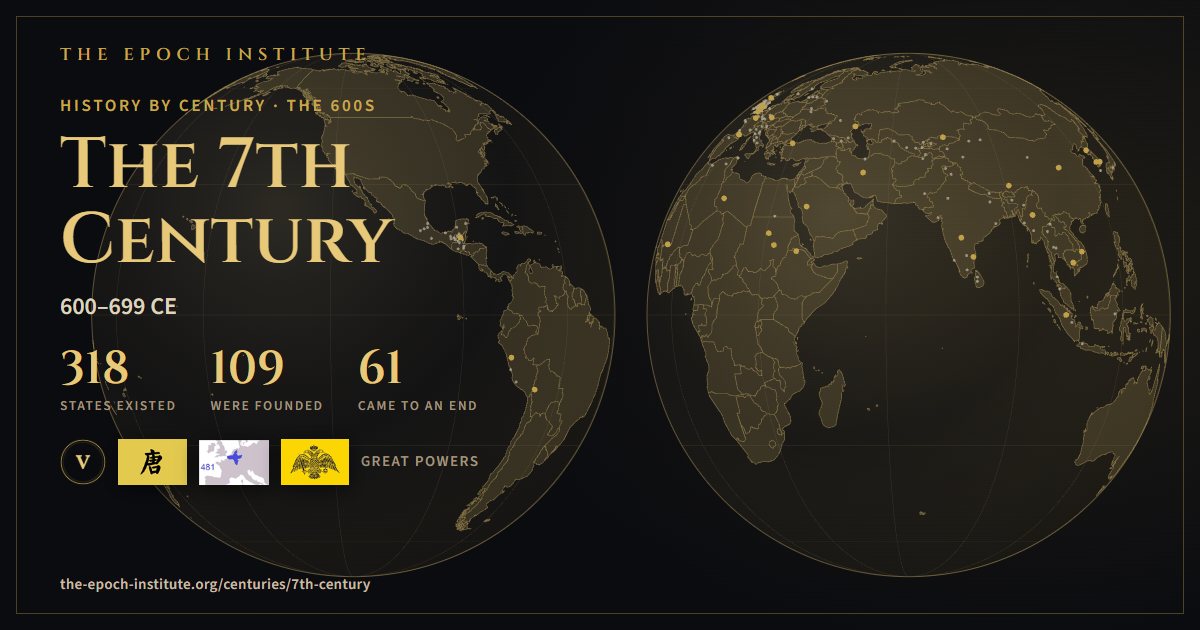 THE EPOCH INSTITUTE
HISTORY BY CENTURY · THE 600S
THE 7TH
CENTURY
600–699 CE
318 109 61
STATES EXISTED WERE FOUNDED CAME TO AN END
V 唐 481 GREAT POWERS
the-epoch-institute.org/centuries/7th-century